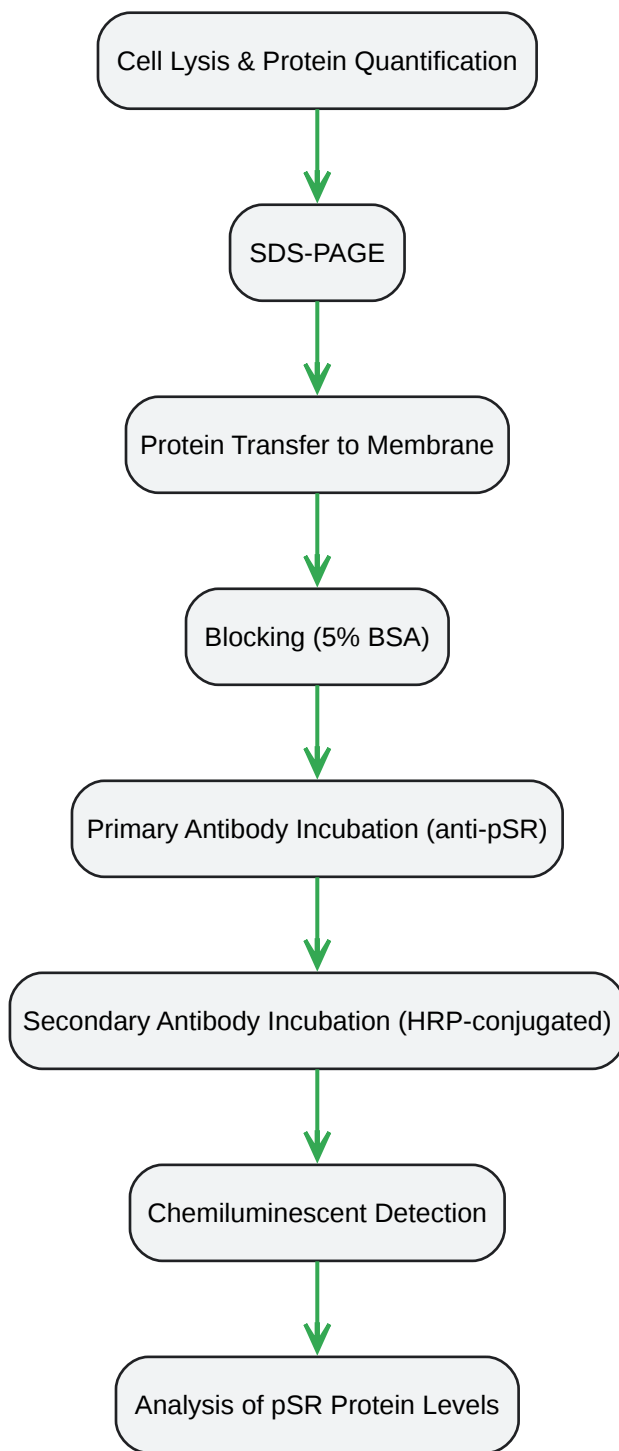 Cell Lysis & Protein Quantification
SDS-PAGE
Protein Transfer to Membrane
Blocking (5% BSA)
Primary Antibody Incubation (anti-pSR)
Secondary Antibody Incubation (HRP-conjugated)
Chemiluminescent Detection
Analysis of pSR Protein Levels